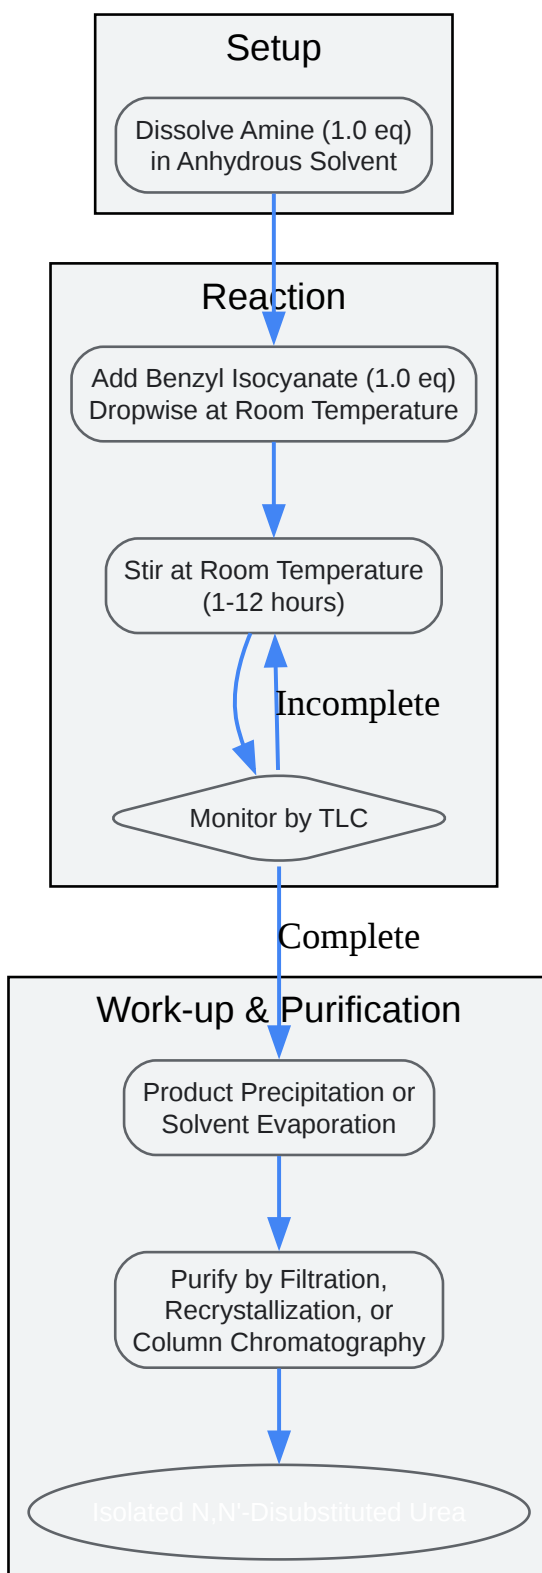 Setup
Dissolve Amine (1.0 eq)
in Anhydrous Solvent
Reaction
Add Benzyl Isocyanate (1.0 eq)
Dropwise at Room Temperature
Stir at Room Temperature
(1-12 hours)
Incomplete
Monitor by TLC
Complete
Work-up & Purification
Product Precipitation or
Solvent Evaporation
Purify by Filtration,
Recrystallization, or
Column Chromatography
Isolated N,N'-Disubstituted Urea